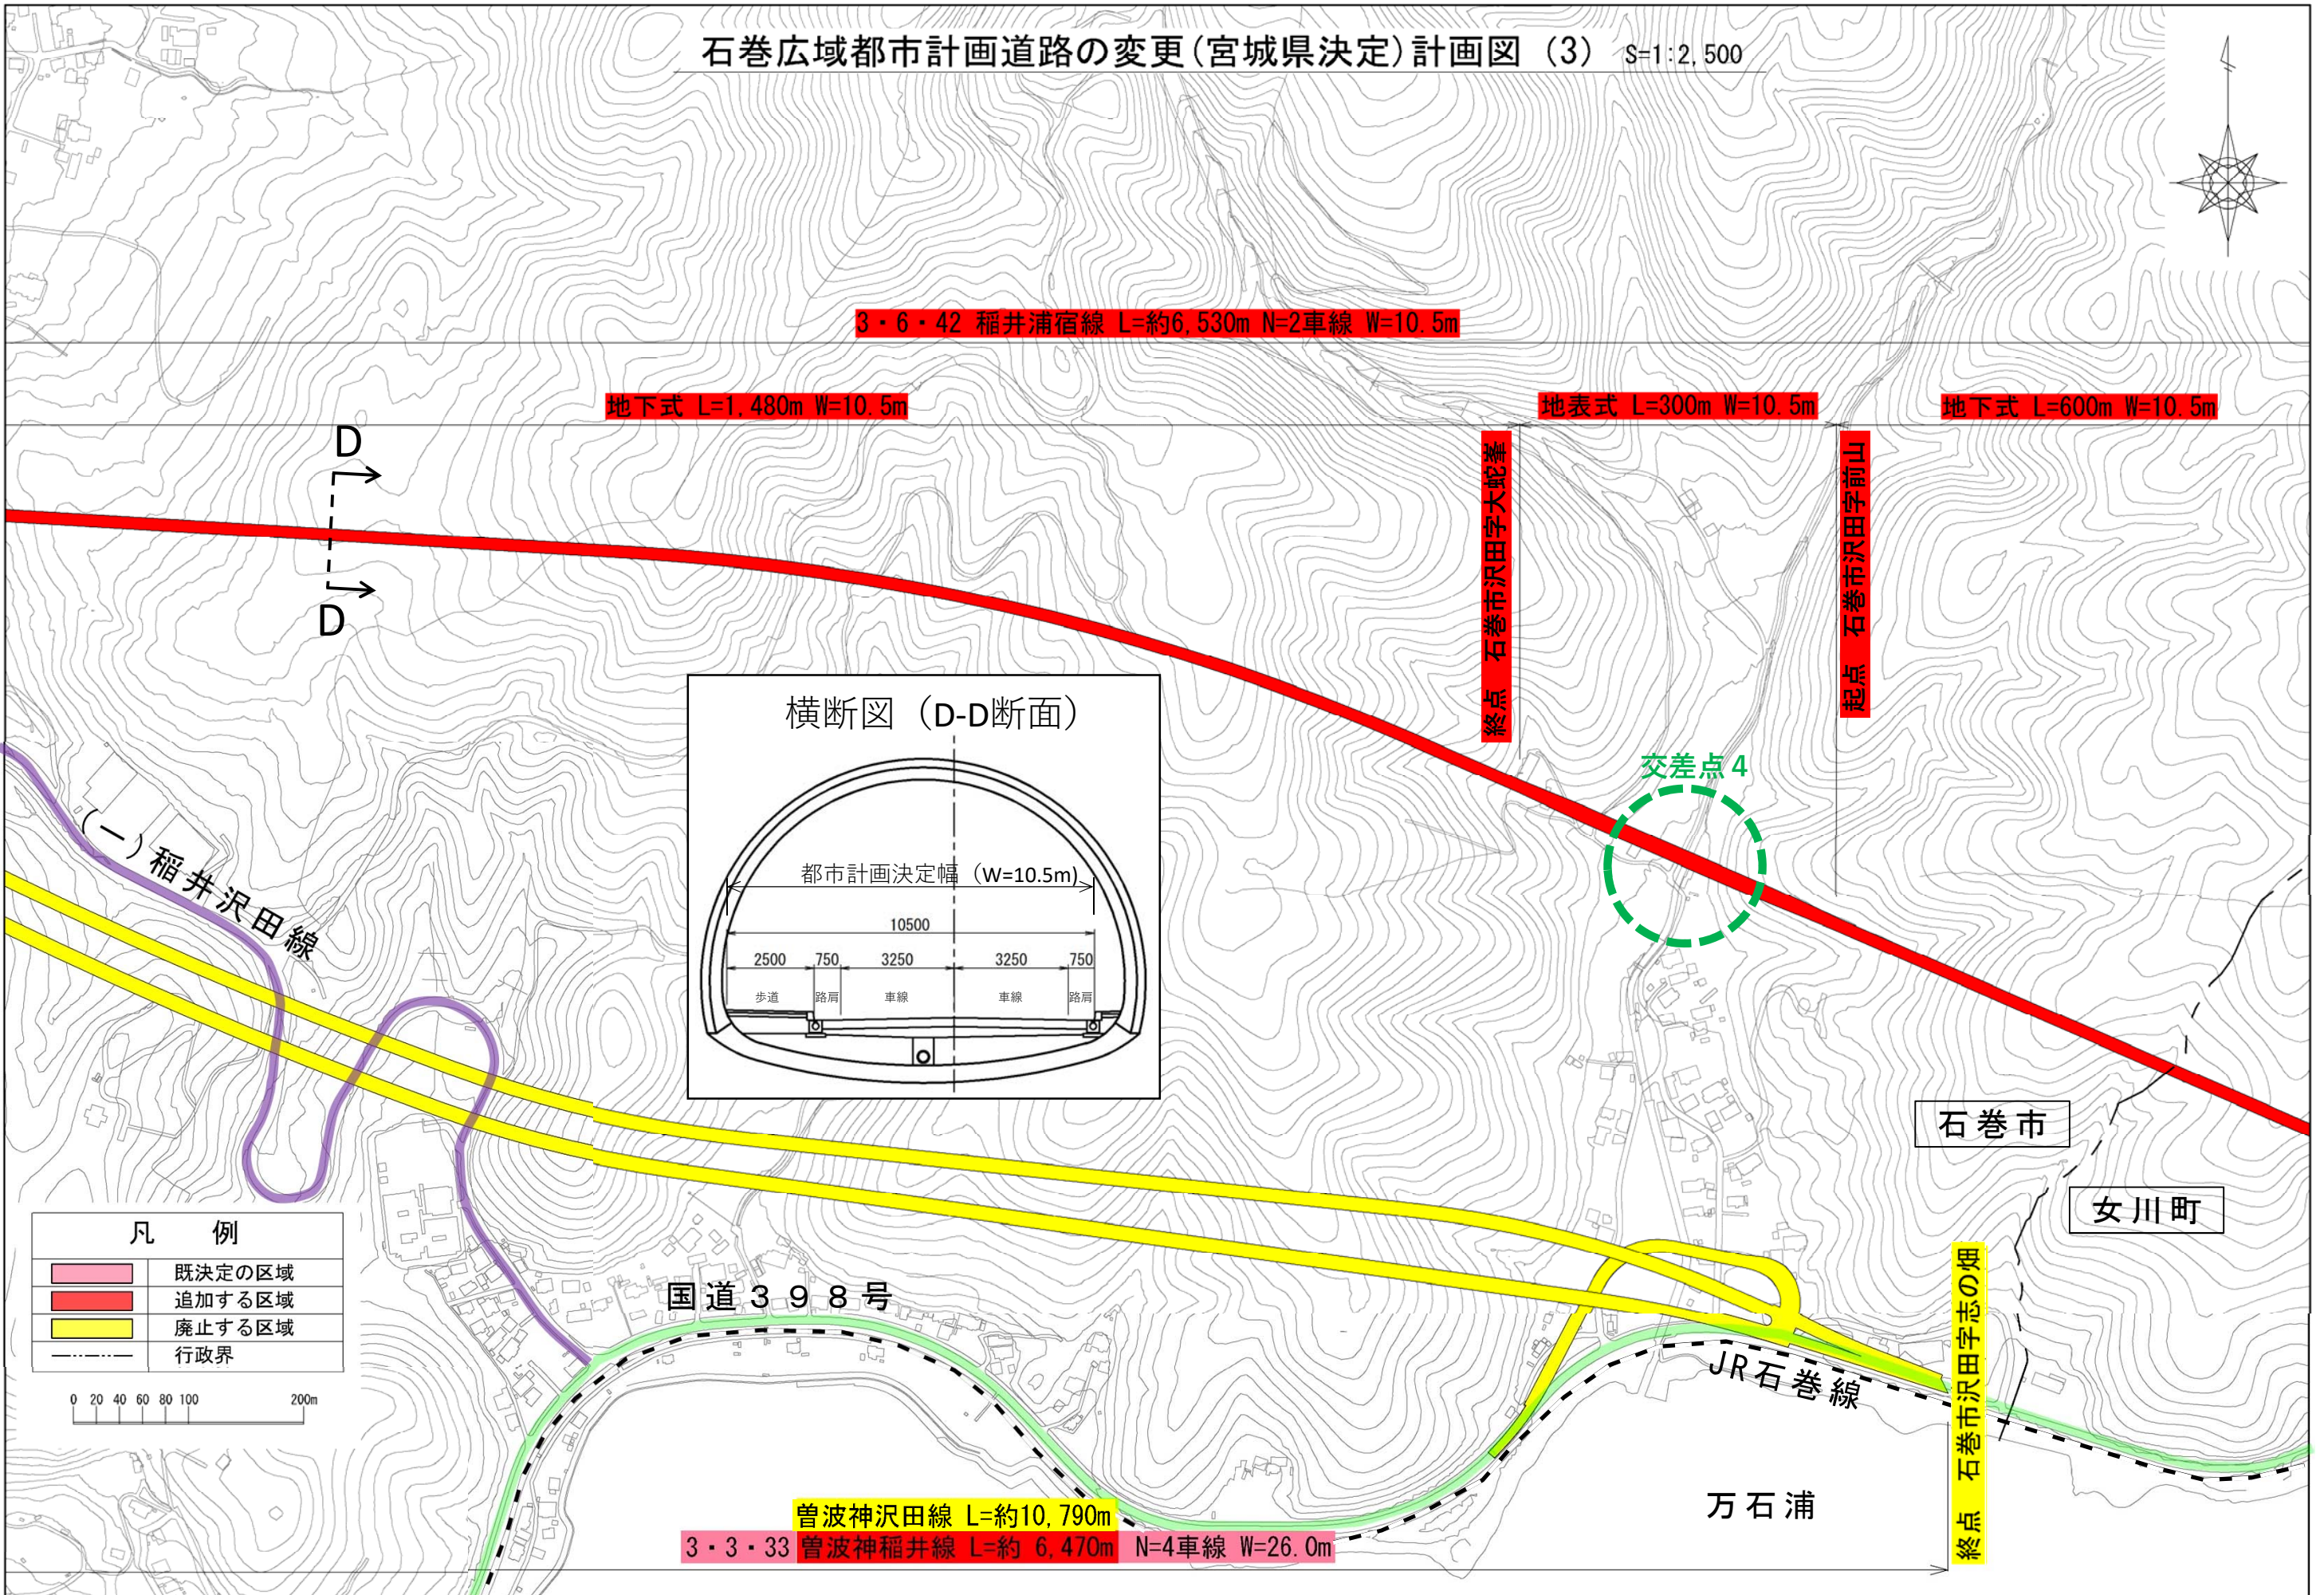 石巻広域都市計画道路の変更(宮城県決定)計画図 (3) S=1:2,500
3・6・42 稲井浦宿線 L=約6,530m N=2車線 W=10.5m
地下式 L=1,480m W=10.5m
地表式 L=300m W=10.5m
地下式 L=600m W=10.5m
終点 石巻市沢田字大蛇峯
起点 石巻市沢田字前山
D
D
横断図（D-D断面）
都市計画決定幅（W=10.5m)
10500
2500 750 3250 3250 750
歩道 路肩 車線 車線 路肩
交差点4
(一)稲井沢田線
石巻市
女川町
凡 例
既決定の区域
追加する区域
廃止する区域
行政界
0 20 40 60 80 100 200m
国道398号
JR石巻線
万石浦
終点 石巻市沢田字志の畑
曽波神沢田線 L=約10,790m
3・3・33 曽波神稲井線 L=約 6,470m N=4車線 W=26.0m